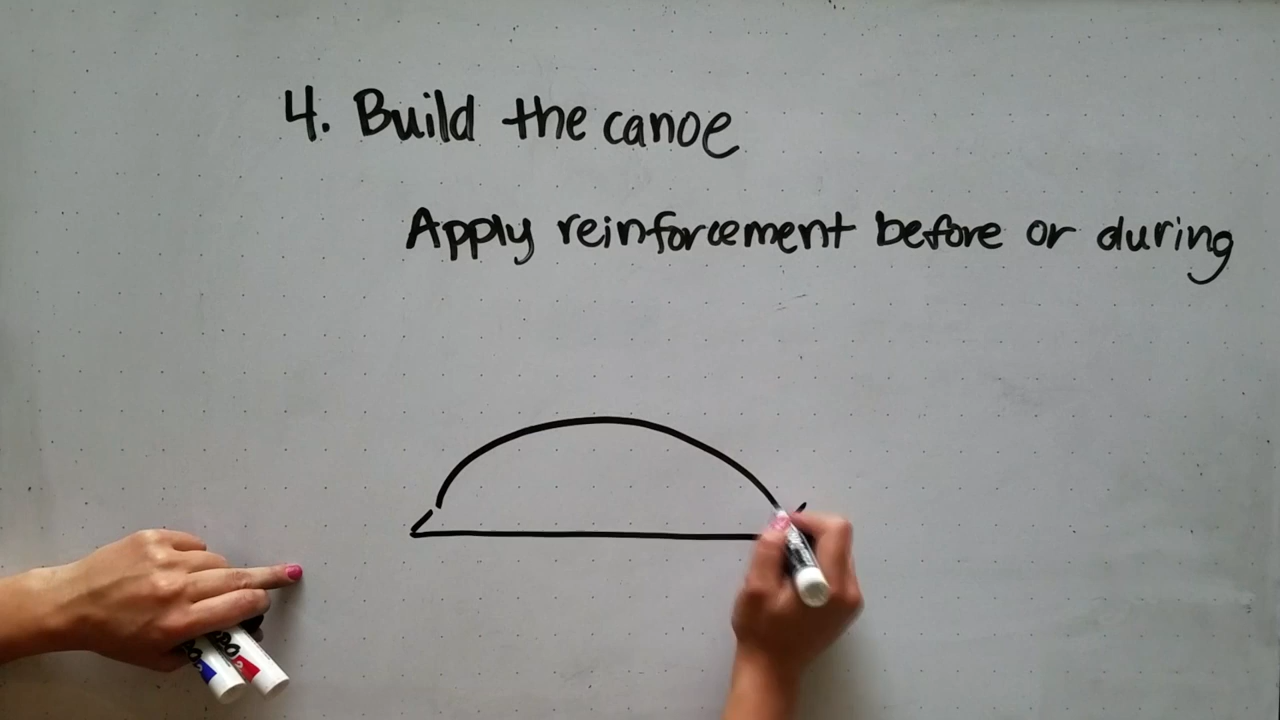 4. Build the canoe
Apply reinforcement before or during